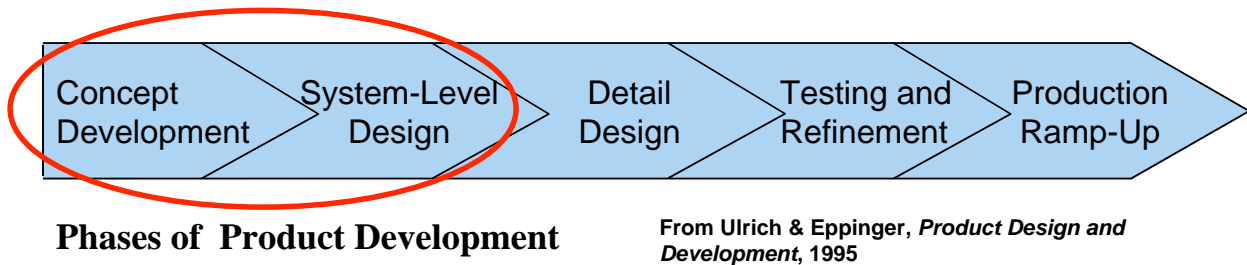 Concept
Development
System-Level
Design
Detail
Design
Testing and
Refinement
Production
Ramp-Up
Phases of Product Development
From Ulrich & Eppinger, Product Design and
Development, 1995